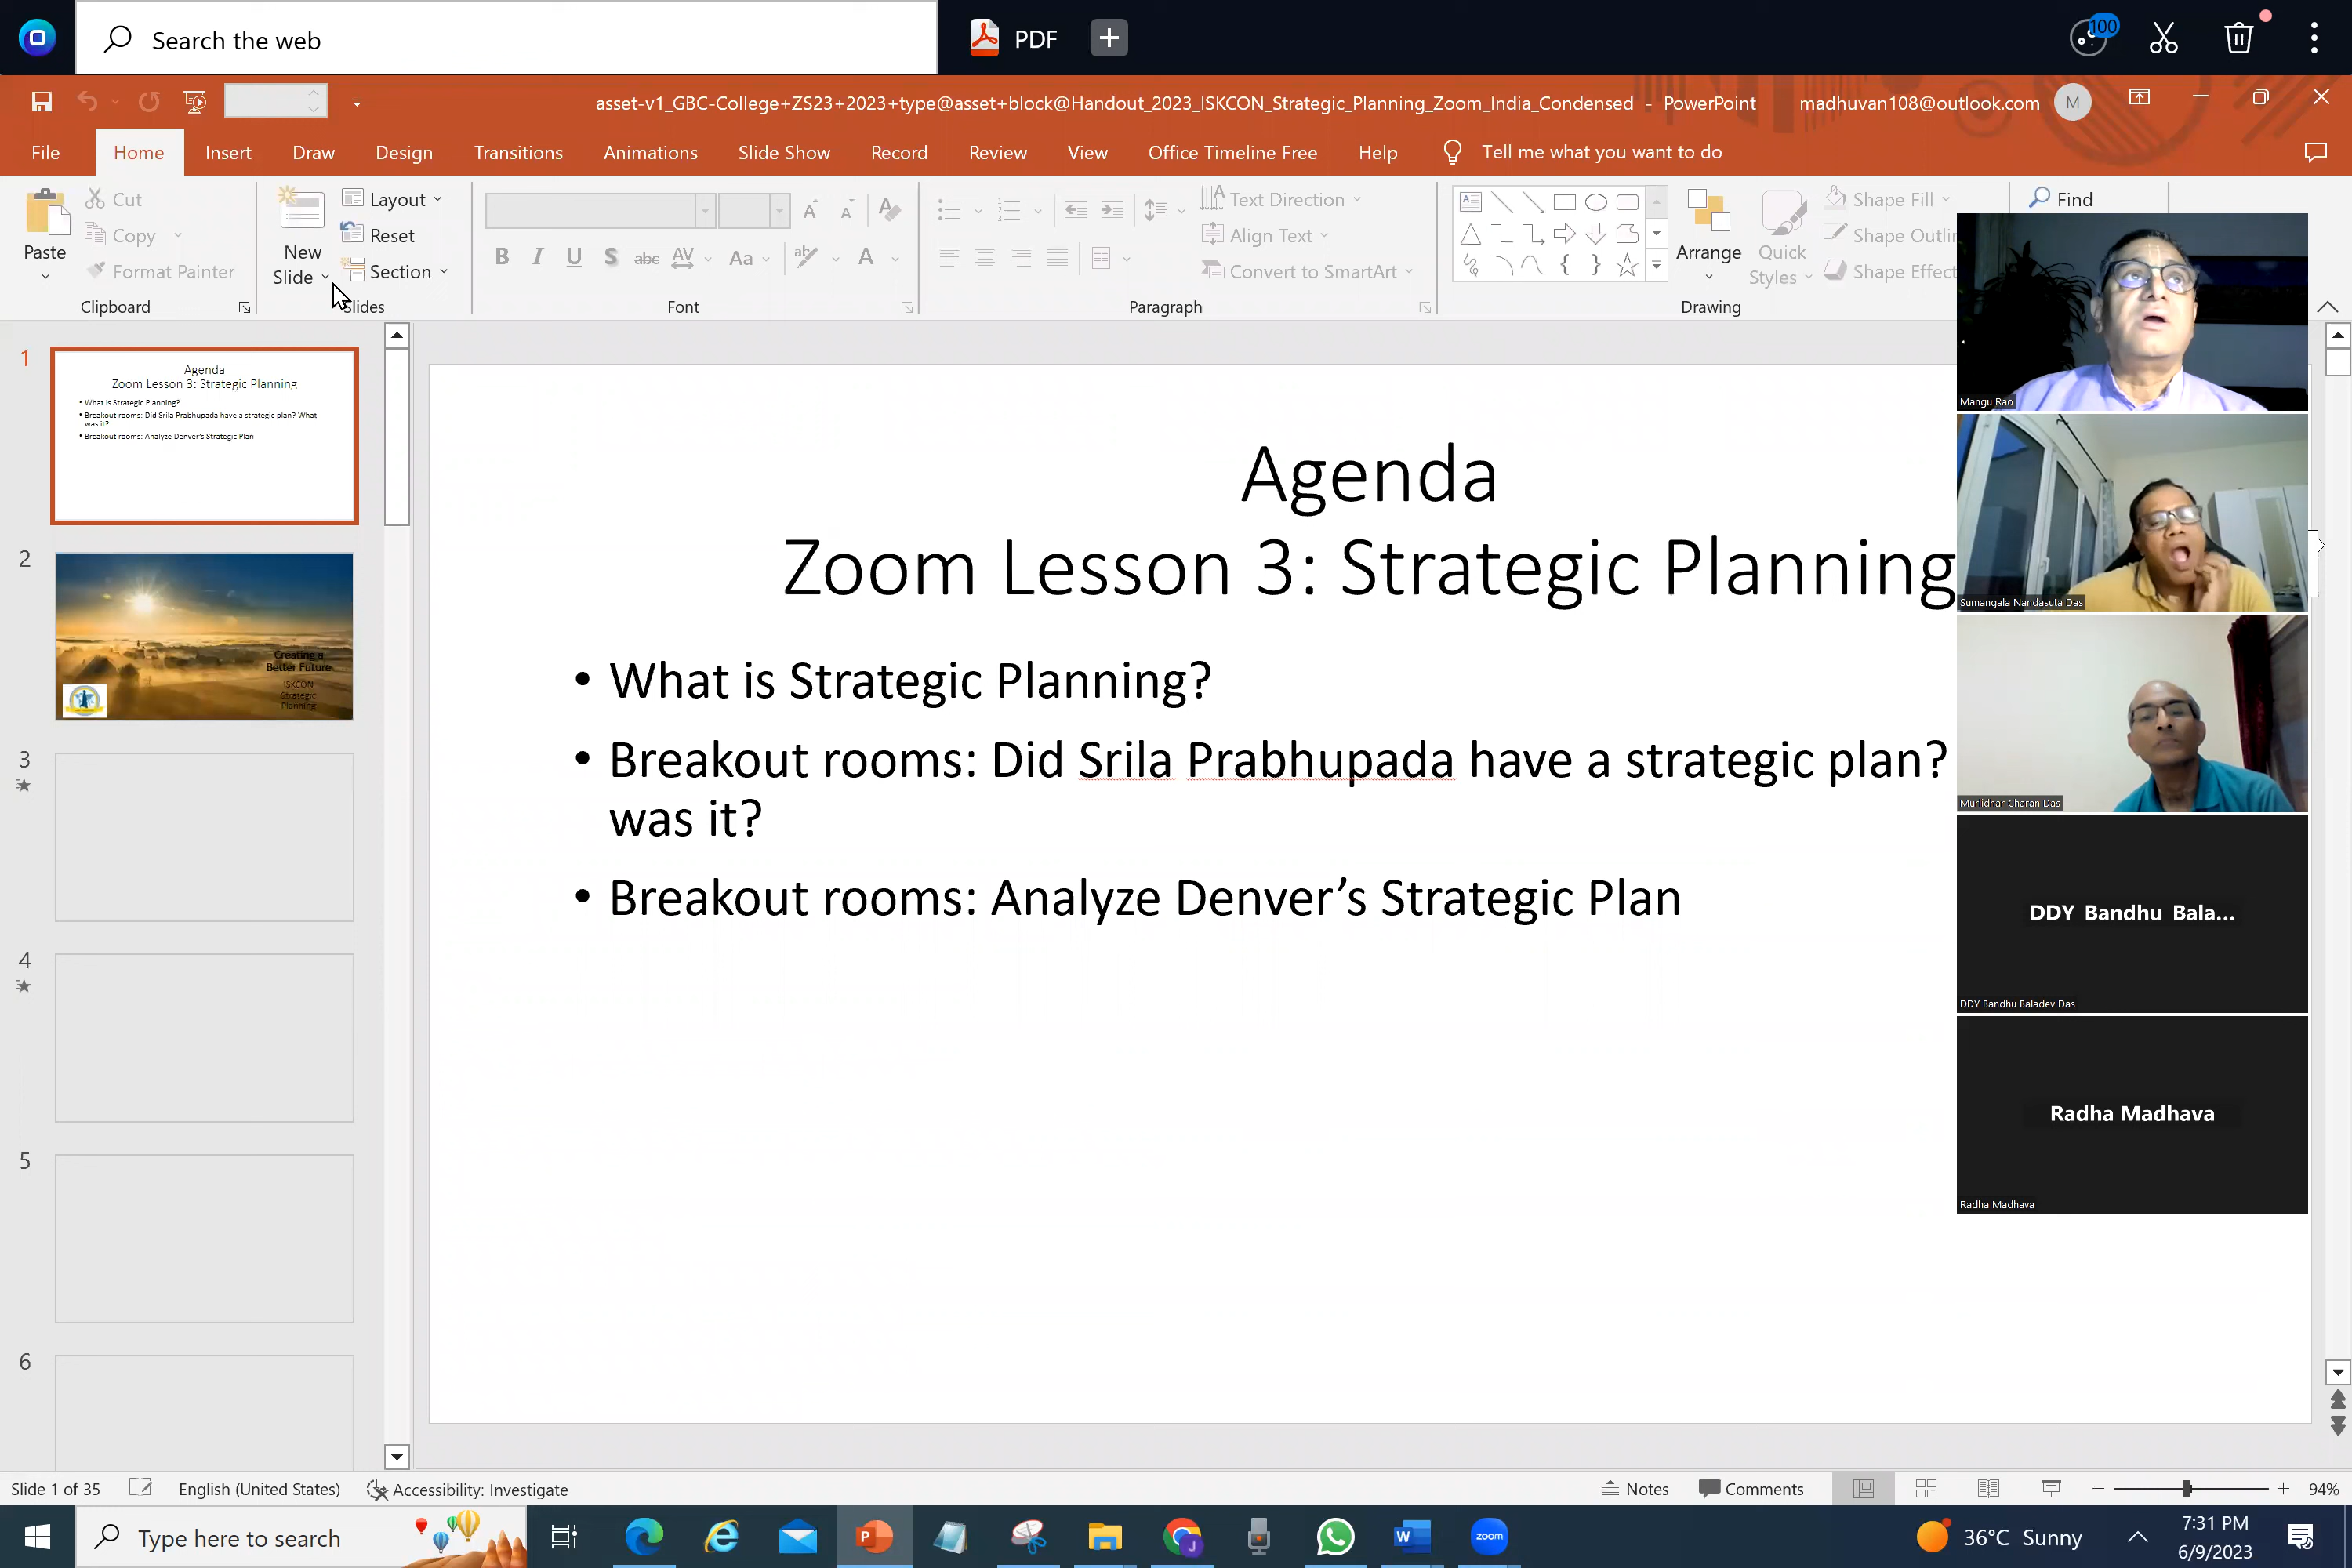 Search the web
PDF
100
asset-v1_GBC-College+ZS23+2023+type@asset+block@Handout_2023_ISKCON_Strategic_Planning_Zoom_India_Condensed - PowerPoint
madhuvan108@outlook.com
M
File Home Insert Draw Design Transitions Animations Slide Show Record Review View Office Timeline Free Help Tell me what you want to do
Paste
Cut
Copy
Format Painter
Clipboard
New
Slide
Layout
Reset
Section
Slides
Font
Text Direction
Align Text
Convert to SmartArt
Paragraph
Arrange
Quick
Styles
Shape Fill
Shape Outli
Shape Effect
Drawing
Find
1
Agenda
Zoom Lesson 3: Strategic Planning
• What is Strategic Planning?
• Breakout rooms: Did Srila Prabhupada have a strategic plan? What
was it?
• Breakout rooms: Analyze Denver's Strategic Plan
2
Creating a
Better Future
ISKCON
Strategic
Planning
3
4
5
6
Agenda
Zoom Lesson 3: Strategic Planning
• What is Strategic Planning?
• Breakout rooms: Did Srila Prabhupada have a strategic plan?
was it?
• Breakout rooms: Analyze Denver’s Strategic Plan
Mangu Rao
Sumangala Nandasuta Das
Murlidhar Charan Das
DDY Bandhu Bala...
DDY Bandhu Baladev Das
Radha Madhava
Radha Madhava
Slide 1 of 35
English (United States)
Accessibility: Investigate
Notes
Comments
94%
Type here to search
zoom
36°C Sunny
7:31 PM
6/9/2023